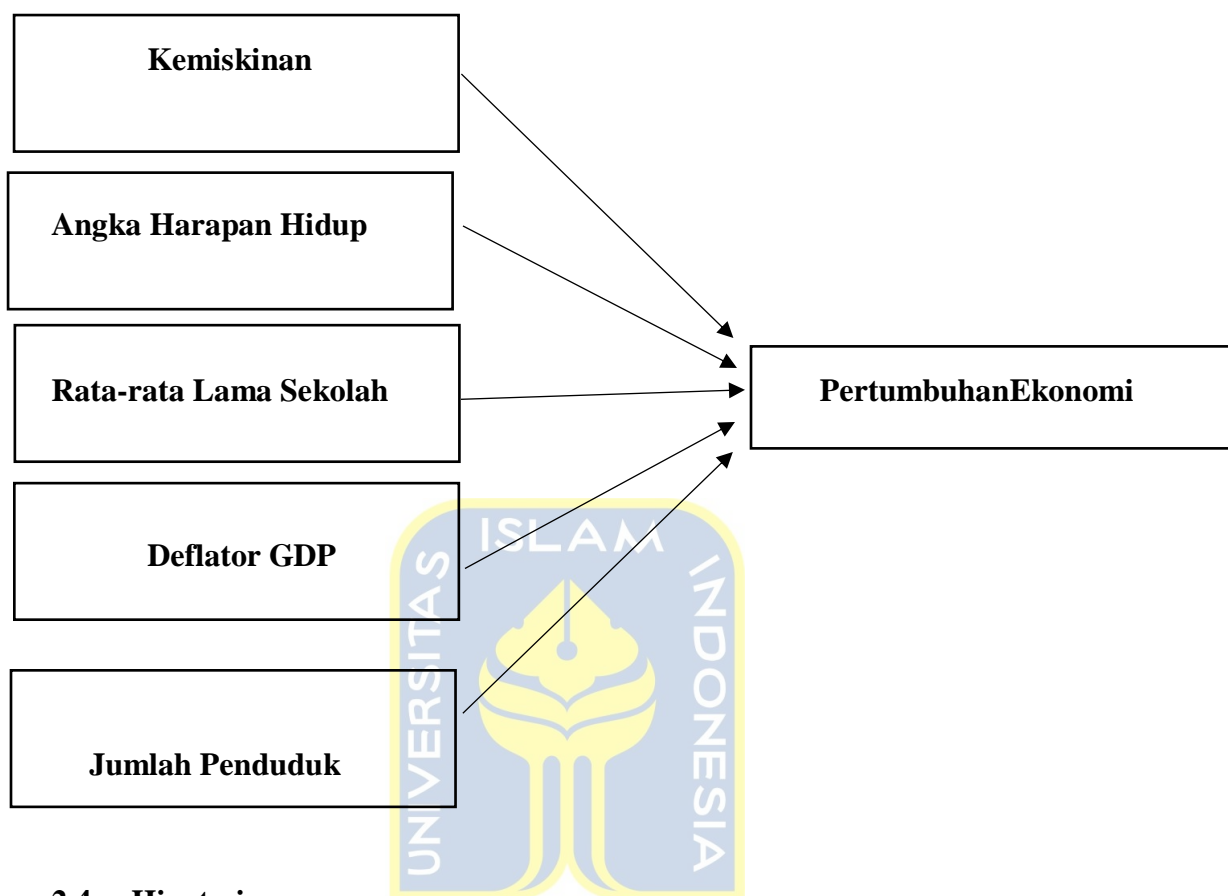 Kemiskinan
Angka Harapan Hidup
Rata-rata Lama Sekolah
PertumbuhanEkonomi
Deflator GDP
Jumlah Penduduk
UNIVERSITAS
ISLAM
INDONESIA